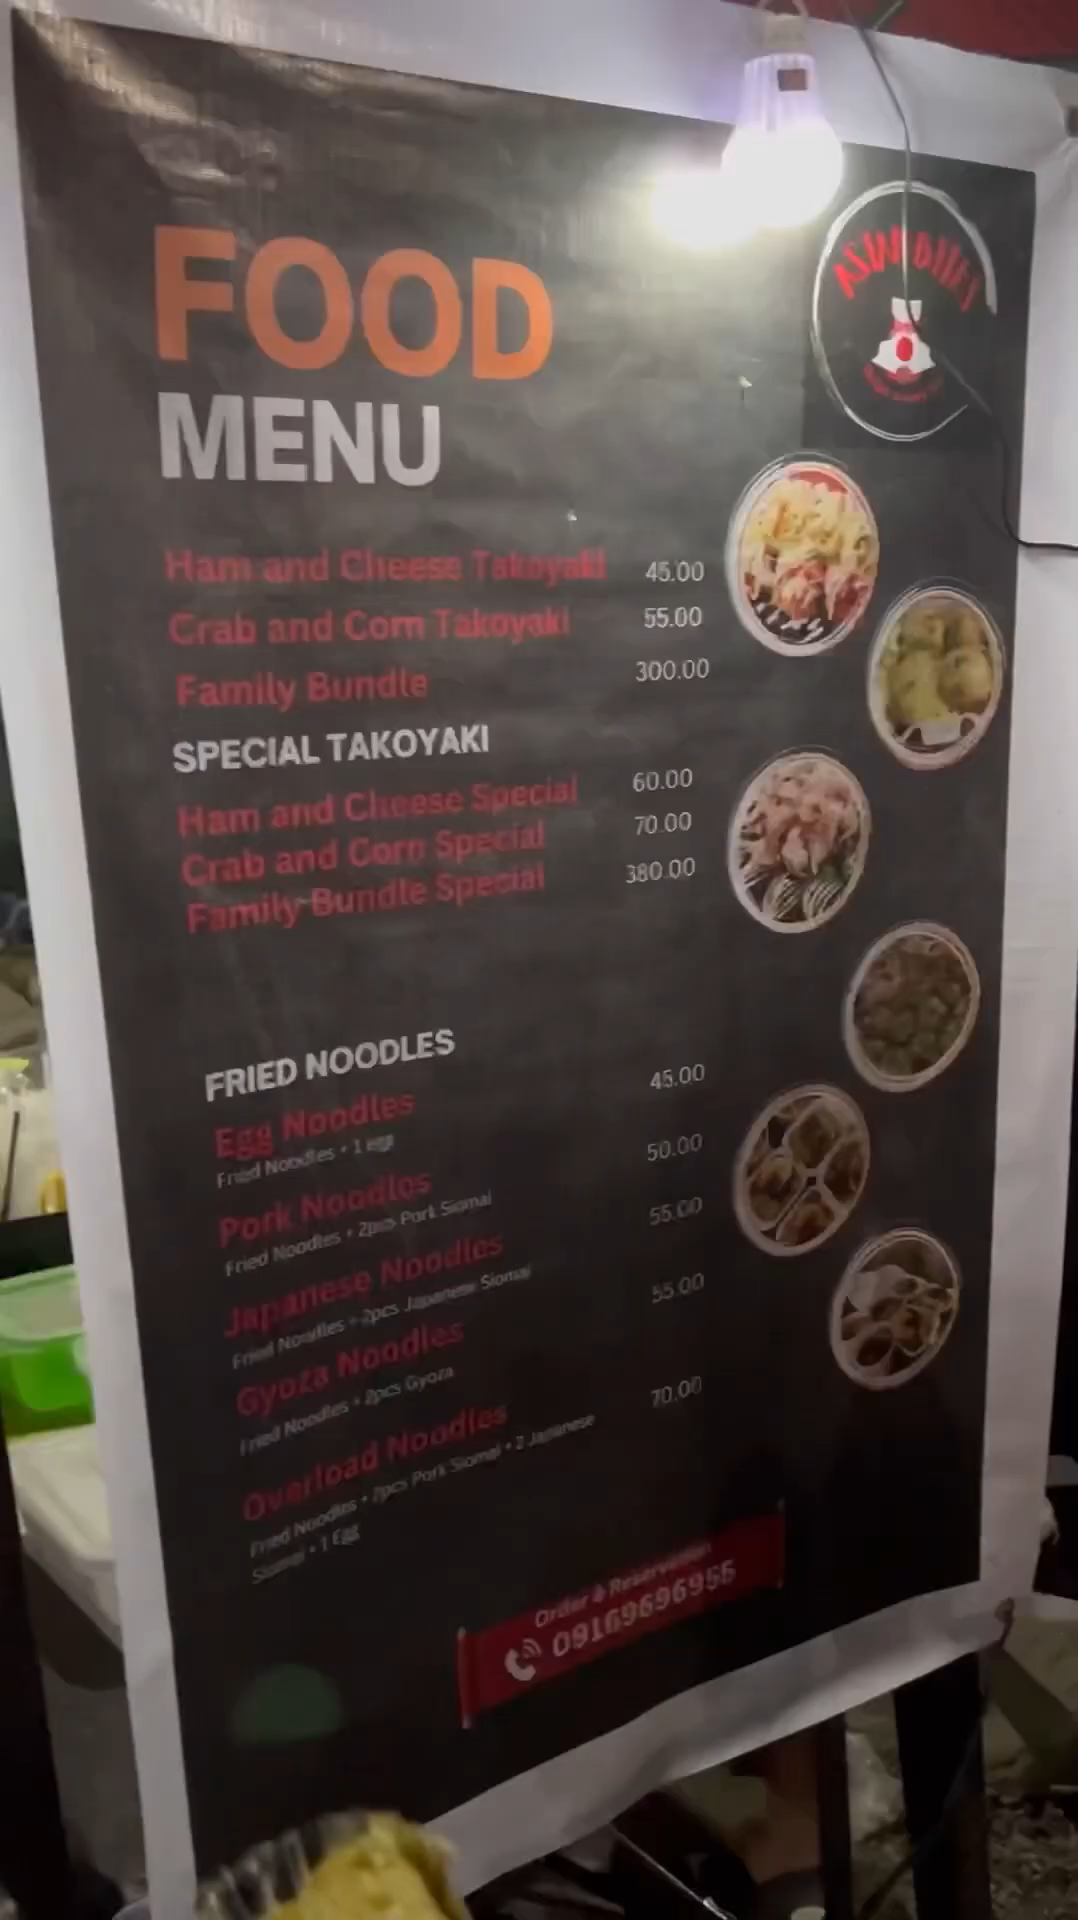 FOOD
MENU
Ham and Cheese Takoyaki 45.00
Crab and Corn Takoyaki 55.00
Family Bundle 300.00
SPECIAL TAKOYAKI
Ham and Cheese Special 60.00
Crab and Corn Special 70.00
Family Bundle Special 380.00
FRIED NOODLES
Egg Noodles 45.00
Fried Noodles • 1 egg
Pork Noodles 50.00
Fried Noodles • 2pcs Pork Siomai
Japanese Noodles 55.00
Fried Noodles • 2pcs Japanese Siomai
Gyoza Noodles 55.00
Fried Noodles • 2pcs Gyoza
Overload Noodles 70.00
Fried Noodles • 2pcs Pork Siomai • 2 Japanese
Siomai • 1 Egg
Order & Reservation
09169696956